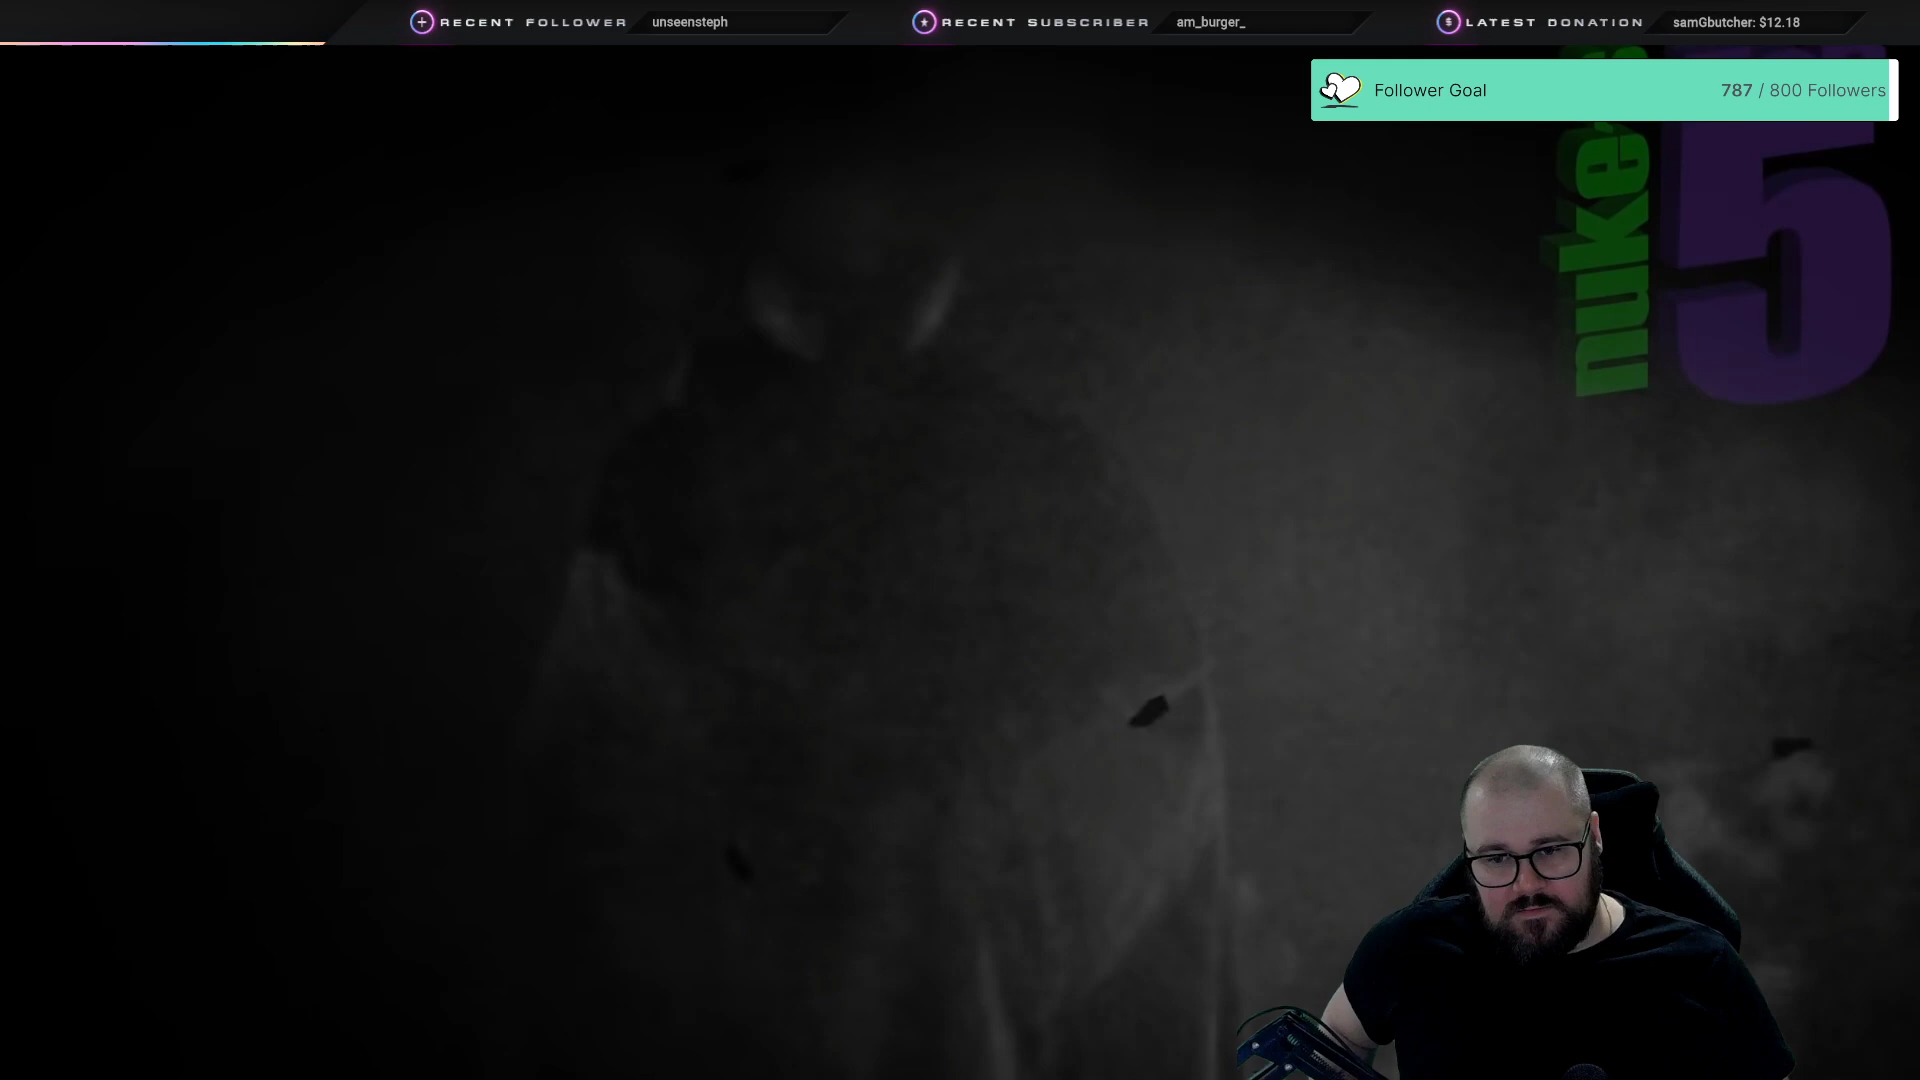 RECENT FOLLOWER unseensteph RECENT SUBSCRIBER am_burger_ LATEST DONATION samGbutcher: $12.18
Follower Goal 787 / 800 Followers
nuke
5